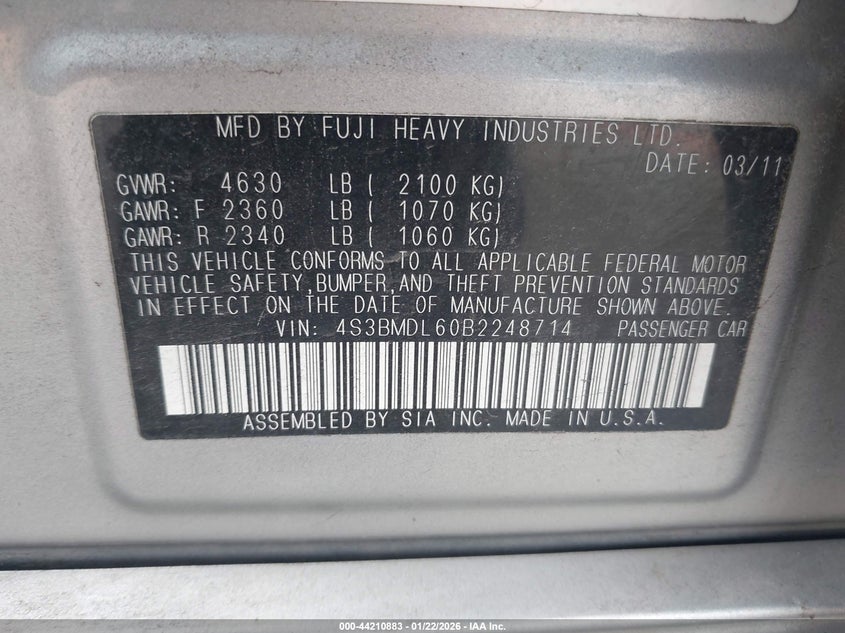 MFD BY FUJI HEAVY INDUSTRIES LTD.
DATE: 03/11
GVWR: 4630 LB ( 2100 KG)
GAWR: F 2360 LB ( 1070 KG)
GAWR: R 2340 LB ( 1060 KG)
THIS VEHICLE CONFORMS TO ALL APPLICABLE FEDERAL MOTOR
VEHICLE SAFETY,BUMPER,AND THEFT PREVENTION STANDARDS
IN EFFECT ON THE DATE OF MANUFACTURE SHOWN ABOVE.
VIN: 4S3BMDL60B2248714 PASSENGER CAR
ASSEMBLED BY SIA INC. MADE IN U.S.A.
000-44210883 - 01/22/2026 - IAA Inc.